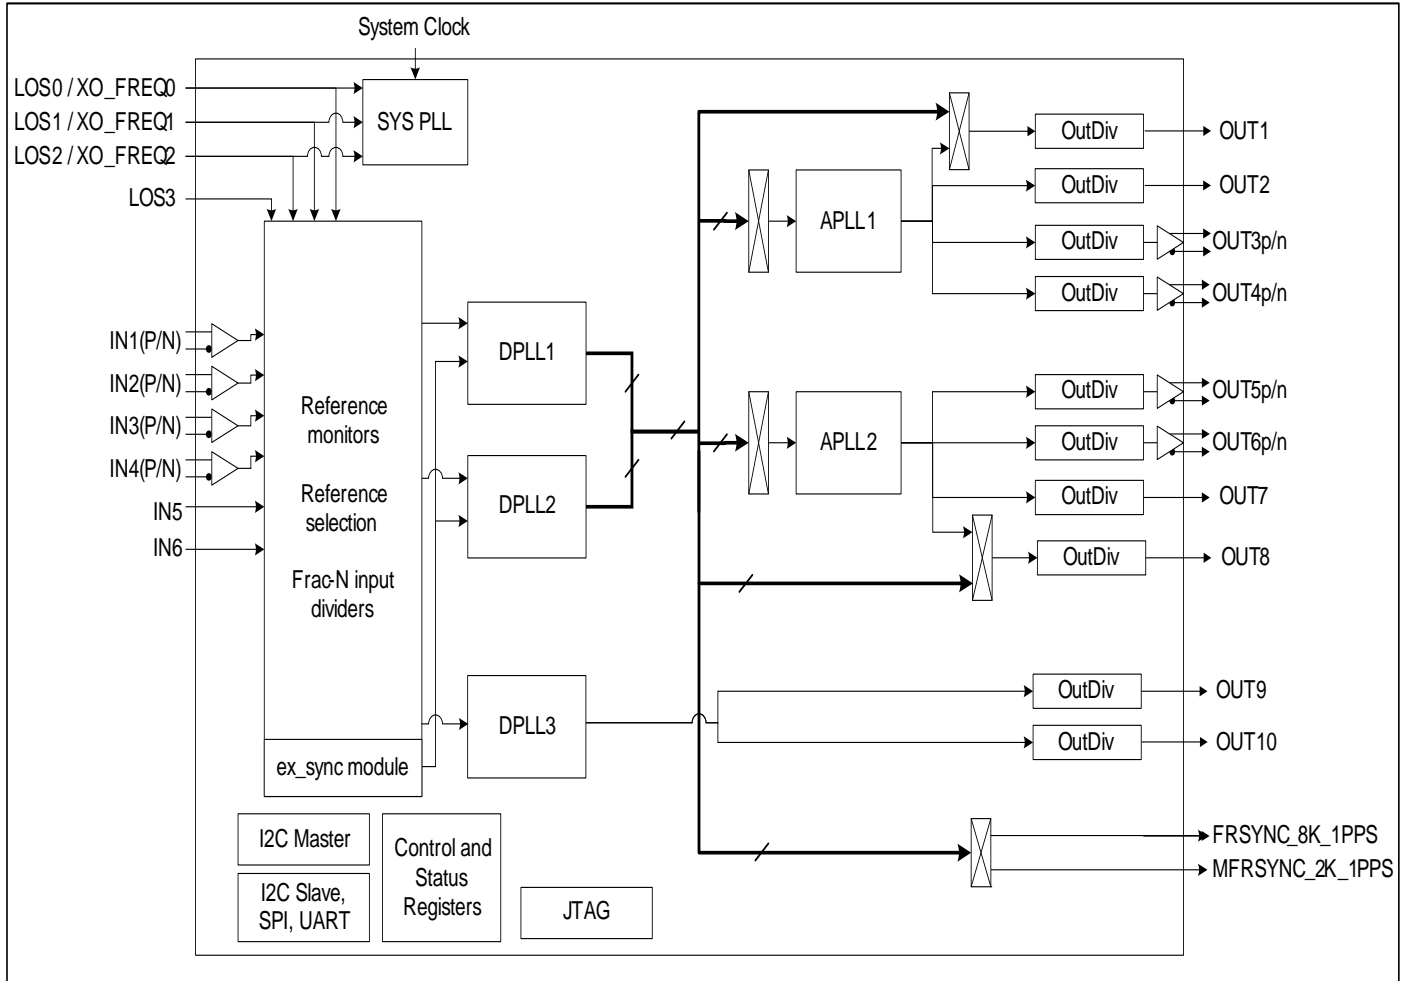 System Clock
LOS0 / XO_FREQ0
LOS1 / XO_FREQ1
LOS2 / XO_FREQ2
LOS3
SYS PLL
IN1(P/N)
IN2(P/N)
IN3(P/N)
IN4(P/N)
IN5
IN6
Reference
monitors
Reference
selection
Frac-N input
dividers
ex_sync module
DPLL1
DPLL2
DPLL3
APLL1
APLL2
OutDiv
OUT1
OutDiv
OUT2
OutDiv
OUT3p/n
OutDiv
OUT4p/n
OutDiv
OUT5p/n
OutDiv
OUT6p/n
OutDiv
OUT7
OutDiv
OUT8
OutDiv
OUT9
OutDiv
OUT10
FRSYNC_8K_1PPS
MFRSYNC_2K_1PPS
I2C Master
I2C Slave,
SPI, UART
Control and
Status
Registers
JTAG